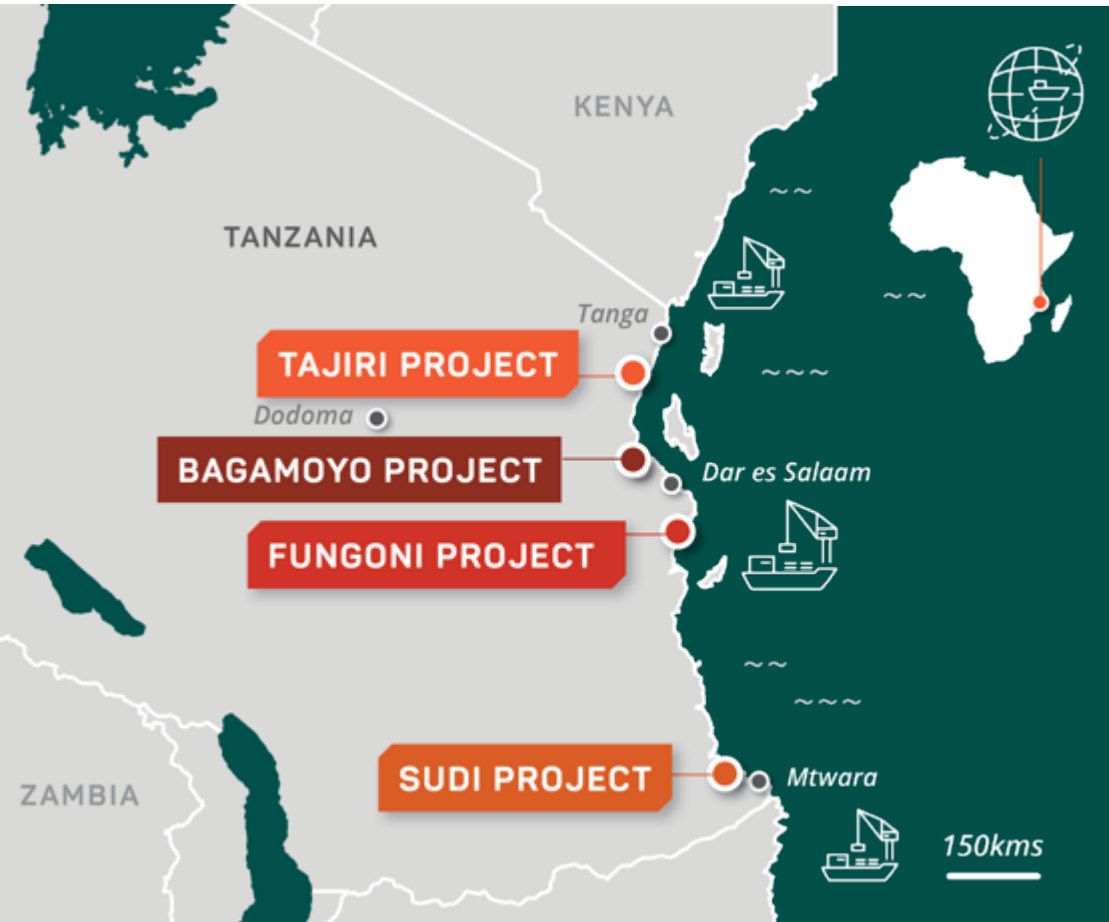 KENYA
TANZANIA
Tanga
TAJIRI PROJECT
Dodoma
BAGAMOYO PROJECT
Dar es Salaam
FUNGONI PROJECT
SUDI PROJECT
Mtwara
ZAMBIA
150kms